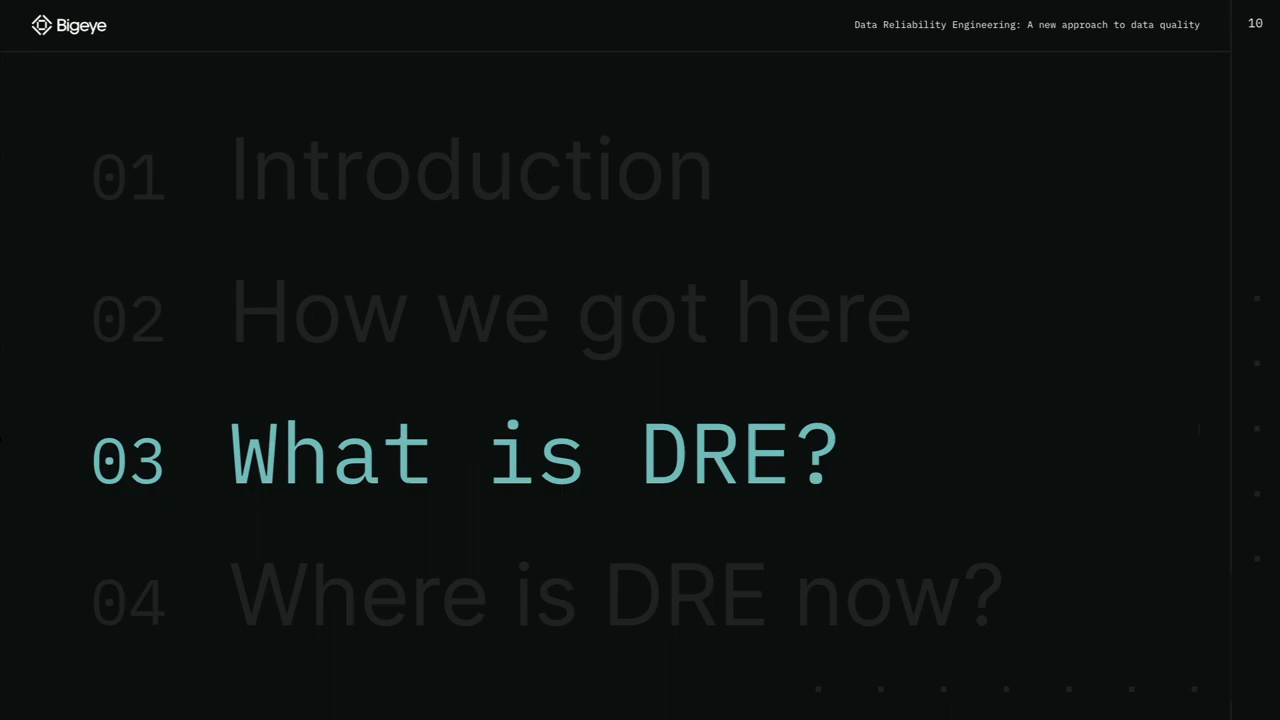 Bigeye
Data Reliability Engineering: A new approach to data quality
10
01 Introduction
02 How we got here
03 What is DRE?
04 Where is DRE now?